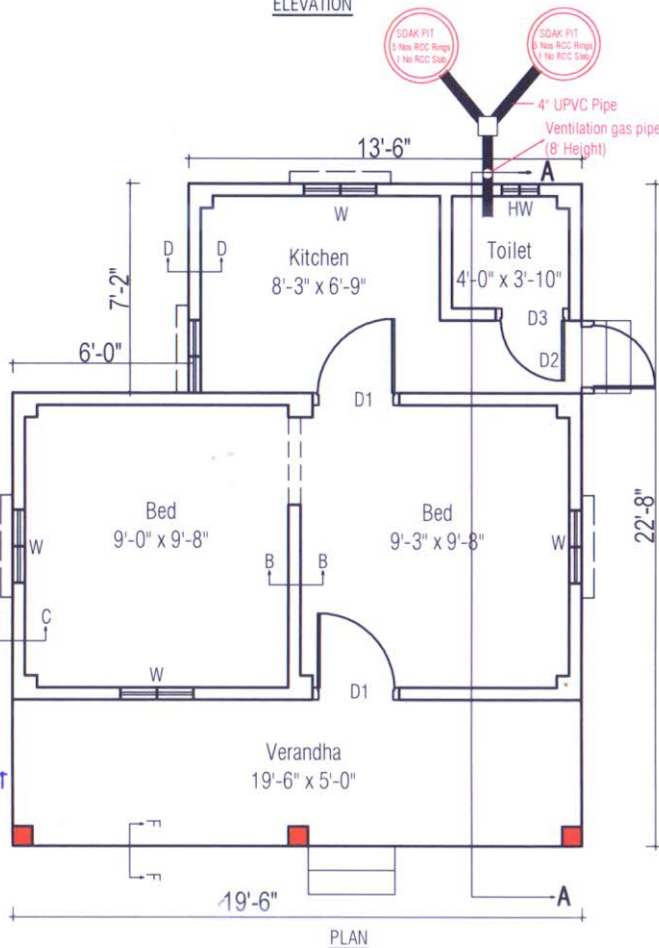 ELEVATION
SOAK PIT
5 Nos RCC Rings
1 No RCC Slab
SOAK PIT
5 Nos RCC Rings
1 No RCC Slab
4" UPVC Pipe
Ventilation gas pipe
(8' Height)
13'-6"
A
W
HW
D D
Kitchen
8'-3" x 6'-9"
Toilet
4'-0" x 3'-10"
7'-2"
D3
D2
6'-0"
D1
Bed
9'-0" x 9'-8"
Bed
9'-3" x 9'-8"
22'-8"
W
W
B B
C
W
D1
Verandha
19'-6" x 5'-0"
F
F
19'-6"
A
PLAN